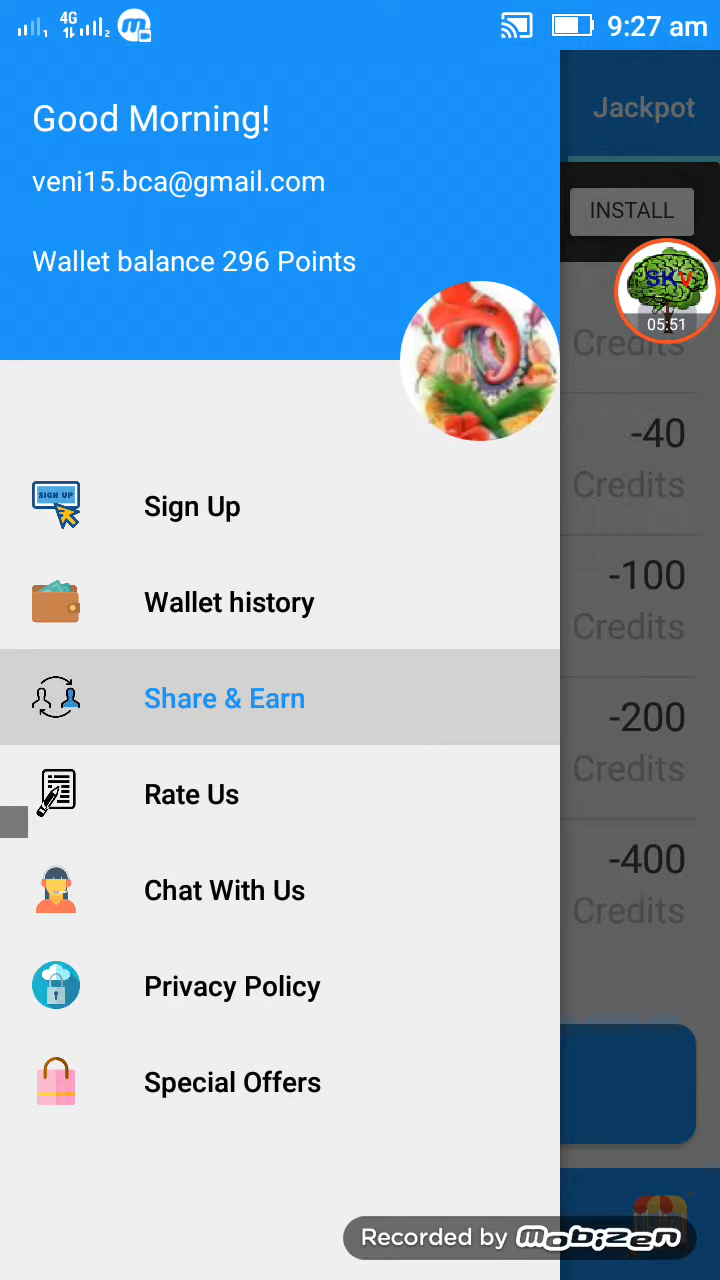 4G 9:27 am
Good Morning!
Jackpot
veni15.bca@gmail.com
INSTALL
Wallet balance 296 Points
SKV
05:51
Credits
-40
Credits
SIGN UP
Sign Up
-100
Wallet history
Credits
Share & Earn
-200
Credits
Rate Us
-400
Chat With Us
Credits
Privacy Policy
Special Offers
Recorded by mobizen